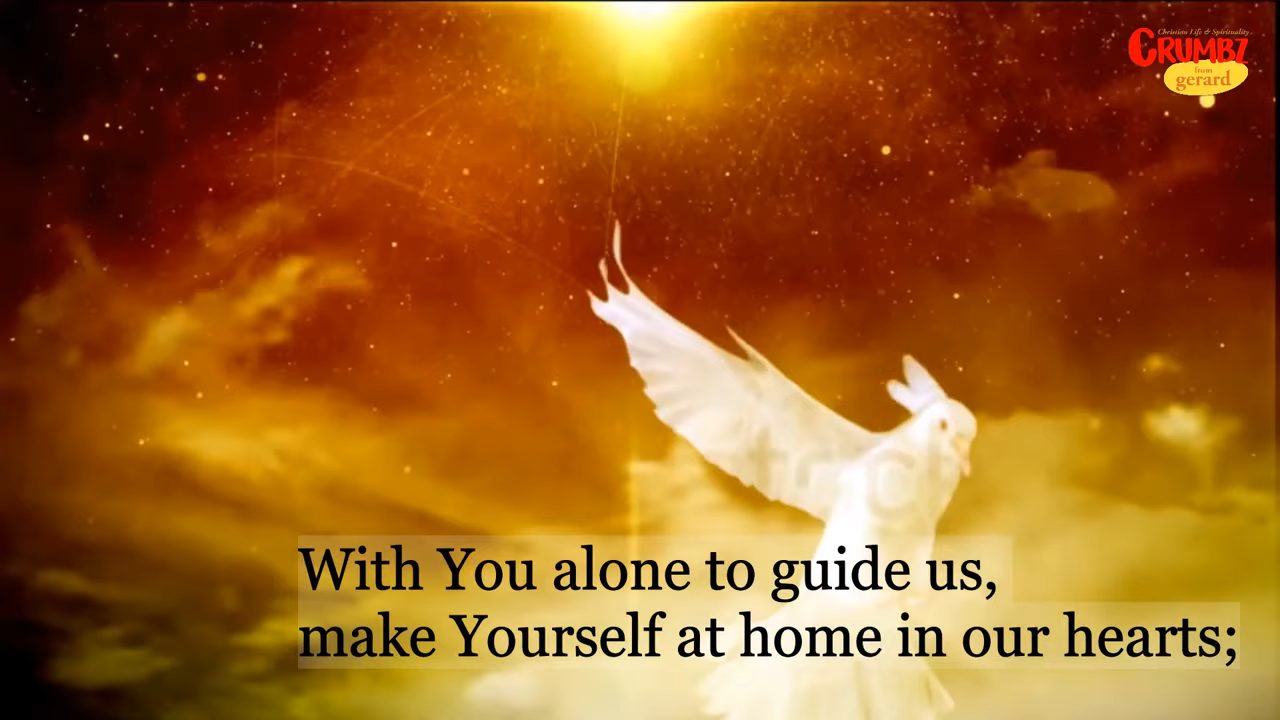 Christian Life & Spirituality
CRUMBZ
from
gerard
With You alone to guide us,
make Yourself at home in our hearts;